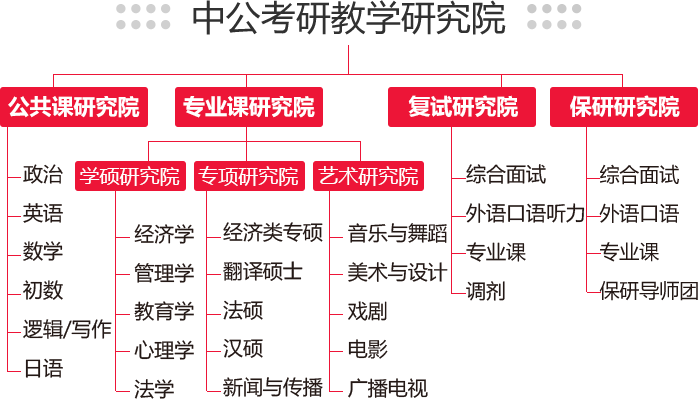 中公考研教学研究院
公共课研究院
专业课研究院
复试研究院
保研研究院
政治
英语
数学
初数
逻辑/写作
日语
学硕研究院
专项研究院
艺术研究院
经济学
管理学
教育学
心理学
法学
经济类专硕
翻译硕士
法硕
汉硕
新闻与传播
音乐与舞蹈
美术与设计
戏剧
电影
广播电视
综合面试
外语口语听力
专业课
调剂
综合面试
外语口语
专业课
保研导师团